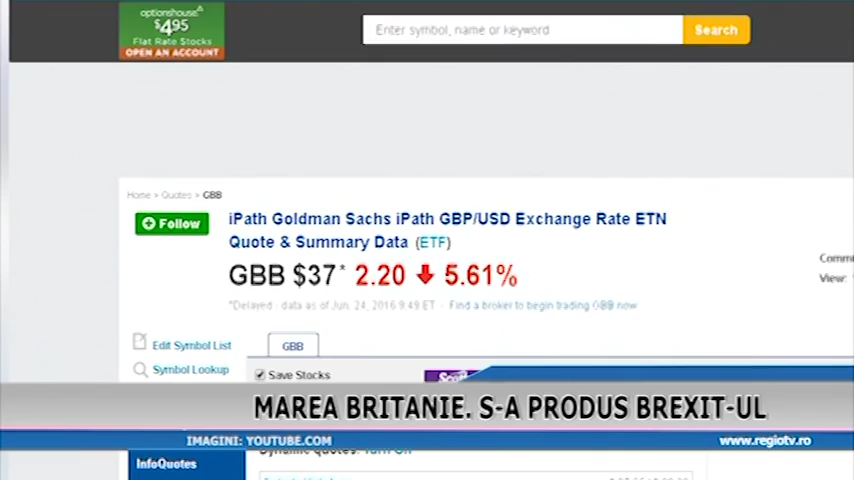 optionshouse
$4.95
Flat Rate Stocks
OPEN AN ACCOUNT
Enter symbol, name or keyword
Search
Home > Quotes > GBB
Follow
iPath Goldman Sachs iPath GBP/USD Exchange Rate ETN
Quote & Summary Data (ETF)
GBB $37* 2.20 5.61%
*Delayed - data as of Jun. 24, 2016 9:49 ET - Find a broker to begin trading GBB now
View:
Edit Symbol List
GBB
Symbol Lookup
Save Stocks
MAREA BRITANIE. S-A PRODUS BREXIT-UL
IMAGINI: YOUTUBE.COM
www.regiotv.ro
InfoQuotes